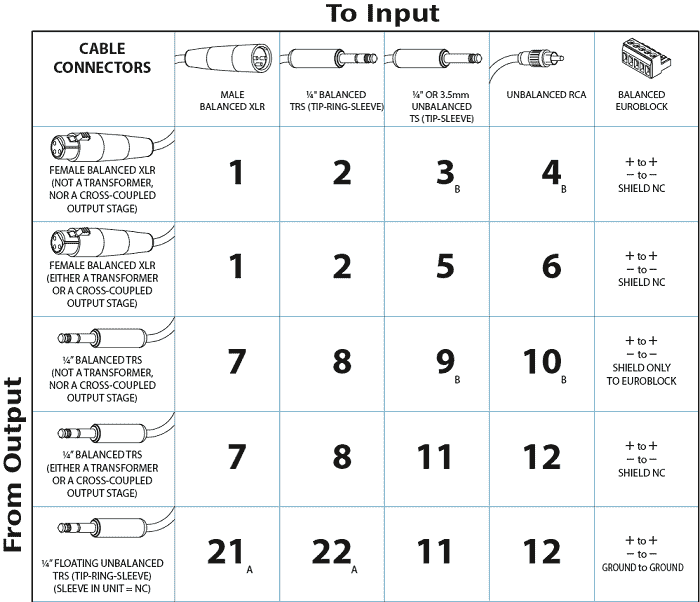 To Input
CABLE
CONNECTORS
MALE
BALANCED XLR
¼" BALANCED
TRS (TIP-RING-SLEEVE)
¼" OR 3.5mm
UNBALANCED
TS (TIP-SLEEVE)
UNBALANCED RCA
BALANCED
EUROBLOCK
From Output
FEMALE BALANCED XLR
(NOT A TRANSFORMER,
NOR A CROSS-COUPLED
OUTPUT STAGE)
1
2
3 B
4 B
+ to +
– to –
SHIELD NC
FEMALE BALANCED XLR
(EITHER A TRANSFORMER
OR A CROSS-COUPLED
OUTPUT STAGE)
1
2
5
6
+ to +
– to –
SHIELD NC
¼" BALANCED TRS
(NOT A TRANSFORMER,
NOR A CROSS-COUPLED
OUTPUT STAGE)
7
8
9 B
10 B
+ to +
– to –
SHIELD ONLY
TO EUROBLOCK
¼" BALANCED TRS
(EITHER A TRANSFORMER
OR A CROSS-COUPLED
OUTPUT STAGE)
7
8
11
12
+ to +
– to –
SHIELD NC
¼" FLOATING UNBALANCED
TRS (TIP-RING-SLEEVE)
(SLEEVE IN UNIT = NC)
21 A
22 A
11
12
+ to +
– to –
GROUND to GROUND